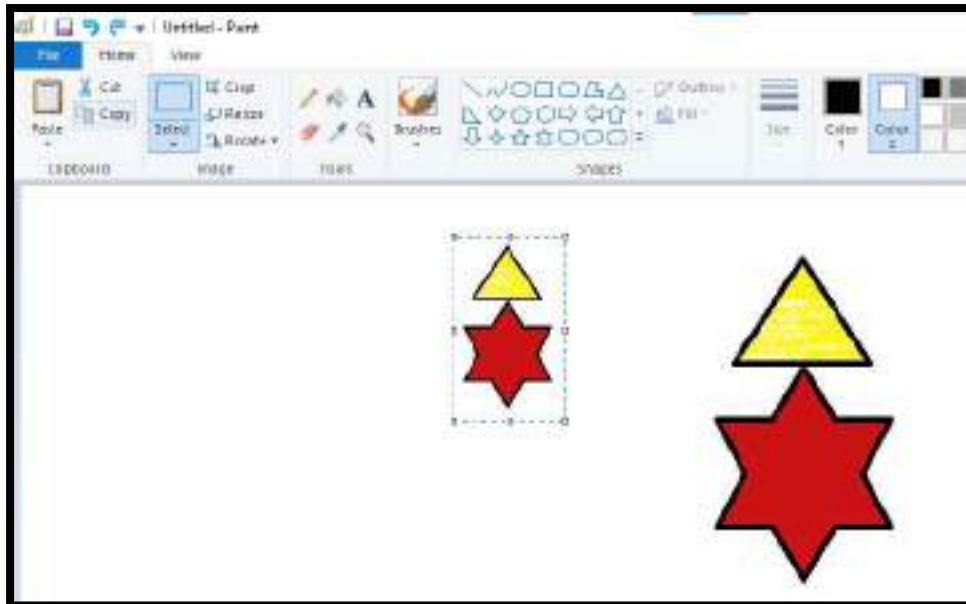 Untitled - Paint
File Home View
Cut
Copy
Paste
Select
Crop
Resize
Rotate
A
Brushes
Outline
Fill
Size
Color 1
Color 2
Clipboard Image Tools Shapes